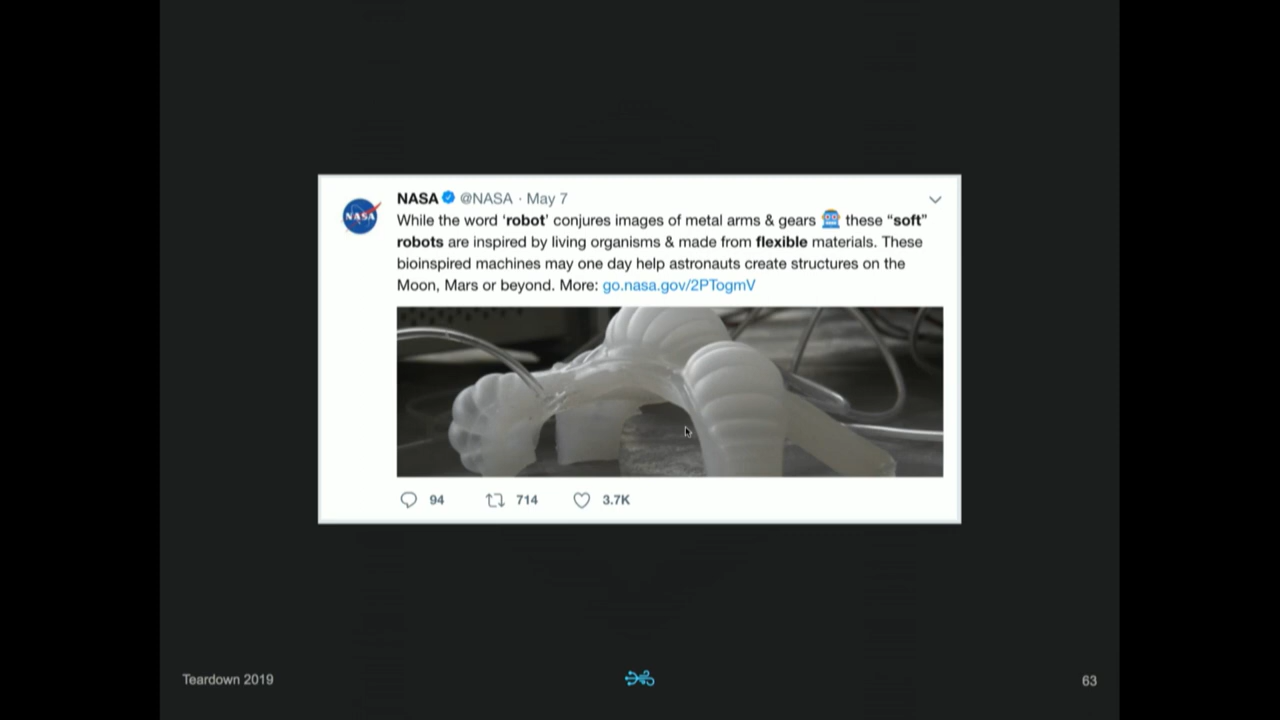 NASA @NASA · May 7
While the word ‘robot’ conjures images of metal arms & gears 🤖 these “soft”
robots are inspired by living organisms & made from flexible materials. These
bioinspired machines may one day help astronauts create structures on the
Moon, Mars or beyond. More: go.nasa.gov/2PTogmV
NASA
94 714 3.7K
Teardown 2019 63